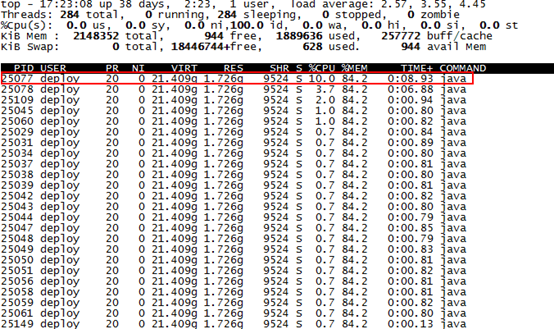 top - 17:23:08 up 38 days,  2:23,  1 user,  load average: 2.57, 3.55, 4.45
Threads: 284 total,   0 running, 284 sleeping,   0 stopped,   0 zombie
%Cpu(s):  0.0 us,  0.0 sy,  0.0 ni,100.0 id,  0.0 wa,  0.0 hi,  0.0 si,  0.0 st
KiB Mem :  2148352 total,      944 free,  1889636 used,   257772 buff/cache
KiB Swap:        0 total, 18446744+free,      628 used.      944 avail Mem
PID USER      PR  NI    VIRT    RES    SHR S %CPU %MEM     TIME+ COMMAND
25077 deploy    20   0 21.409g 1.726g   9524 S 10.0 84.2   0:08.93 java
25078 deploy    20   0 21.409g 1.726g   9524 S  3.7 84.2   0:06.88 java
25109 deploy    20   0 21.409g 1.726g   9524 S  2.0 84.2   0:00.94 java
25045 deploy    20   0 21.409g 1.726g   9524 S  1.0 84.2   0:00.80 java
25060 deploy    20   0 21.409g 1.726g   9524 S  1.0 84.2   0:00.82 java
25029 deploy    20   0 21.409g 1.726g   9524 S  0.7 84.2   0:00.84 java
25031 deploy    20   0 21.409g 1.726g   9524 S  0.7 84.2   0:00.89 java
25034 deploy    20   0 21.409g 1.726g   9524 S  0.7 84.2   0:00.80 java
25037 deploy    20   0 21.409g 1.726g   9524 S  0.7 84.2   0:00.81 java
25038 deploy    20   0 21.409g 1.726g   9524 S  0.7 84.2   0:00.80 java
25039 deploy    20   0 21.409g 1.726g   9524 S  0.7 84.2   0:00.81 java
25042 deploy    20   0 21.409g 1.726g   9524 S  0.7 84.2   0:00.82 java
25043 deploy    20   0 21.409g 1.726g   9524 S  0.7 84.2   0:00.80 java
25044 deploy    20   0 21.409g 1.726g   9524 S  0.7 84.2   0:00.79 java
25047 deploy    20   0 21.409g 1.726g   9524 S  0.7 84.2   0:00.85 java
25048 deploy    20   0 21.409g 1.726g   9524 S  0.7 84.2   0:00.79 java
25049 deploy    20   0 21.409g 1.726g   9524 S  0.7 84.2   0:00.83 java
25050 deploy    20   0 21.409g 1.726g   9524 S  0.7 84.2   0:00.81 java
25051 deploy    20   0 21.409g 1.726g   9524 S  0.7 84.2   0:00.82 java
25056 deploy    20   0 21.409g 1.726g   9524 S  0.7 84.2   0:00.81 java
25058 deploy    20   0 21.409g 1.726g   9524 S  0.7 84.2   0:00.81 java
25059 deploy    20   0 21.409g 1.726g   9524 S  0.7 84.2   0:00.82 java
25061 deploy    20   0 21.409g 1.726g   9524 S  0.7 84.2   0:00.80 java
25149 deploy    20   0 21.409g 1.726g   9524 S  0.7 84.2   0:00.13 java